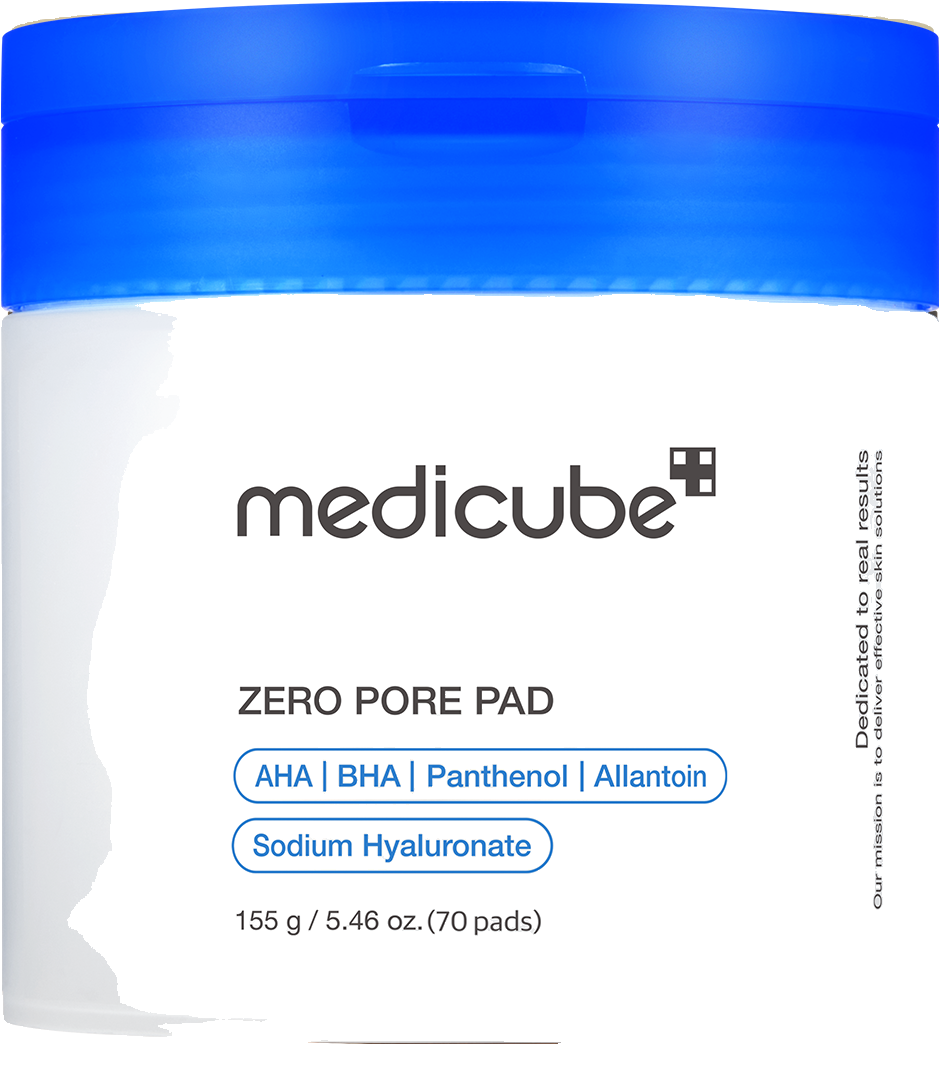 medicube
ZERO PORE PAD
AHA | BHA | Panthenol | Allantoin
Sodium Hyaluronate
155 g / 5.46 oz. (70 pads)
Dedicated to real results
Our mission is to deliver effective skin solutions